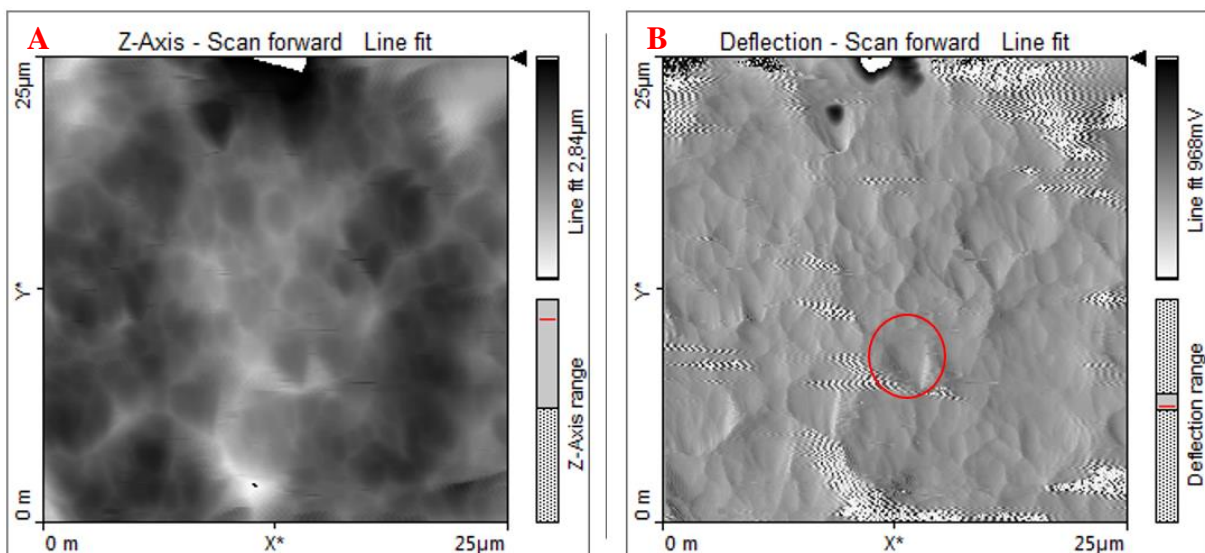 A
Z-Axis - Scan forward Line fit
25µm
Y*
0 m
0 m
X*
25µm
Line fit 2,84µm
Z-Axis range
B
Deflection - Scan forward Line fit
25µm
Y*
0 m
0 m
X*
25µm
Line fit 968mV
Deflection range